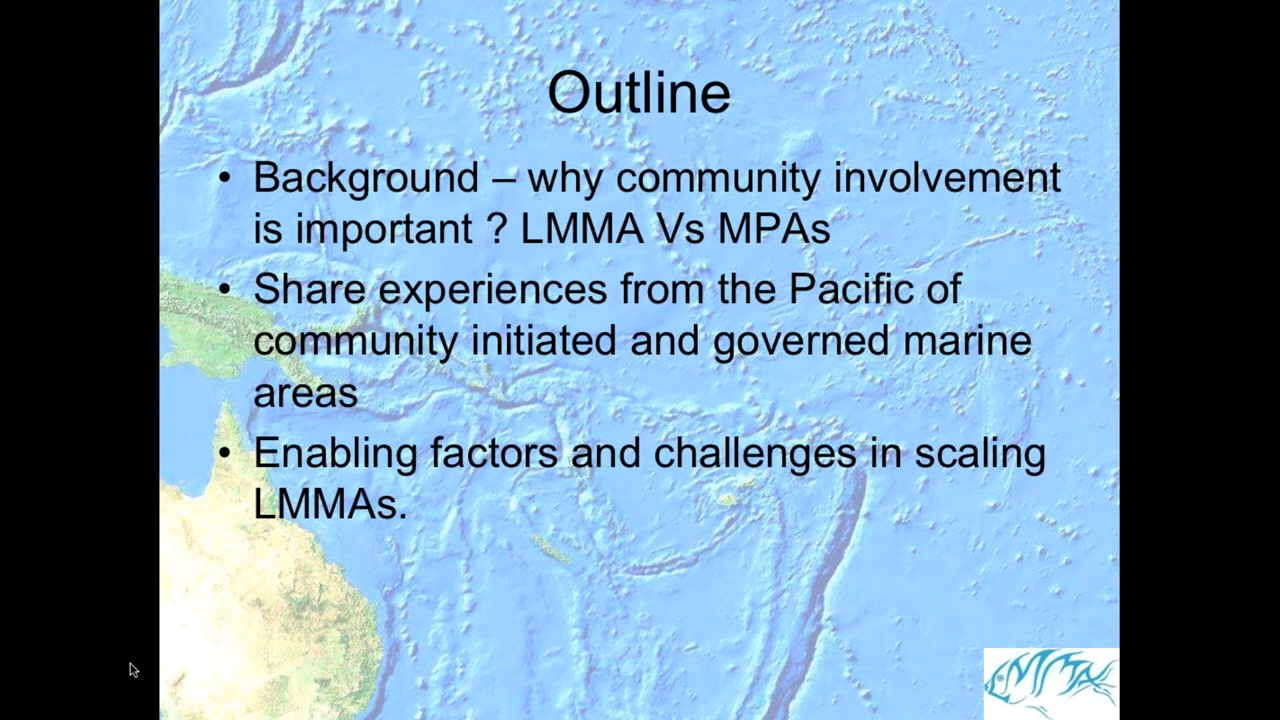 Outline
• Background – why community involvement
is important ? LMMA Vs MPAs
• Share experiences from the Pacific of
community initiated and governed marine
areas
• Enabling factors and challenges in scaling
LMMAs.
LMMA